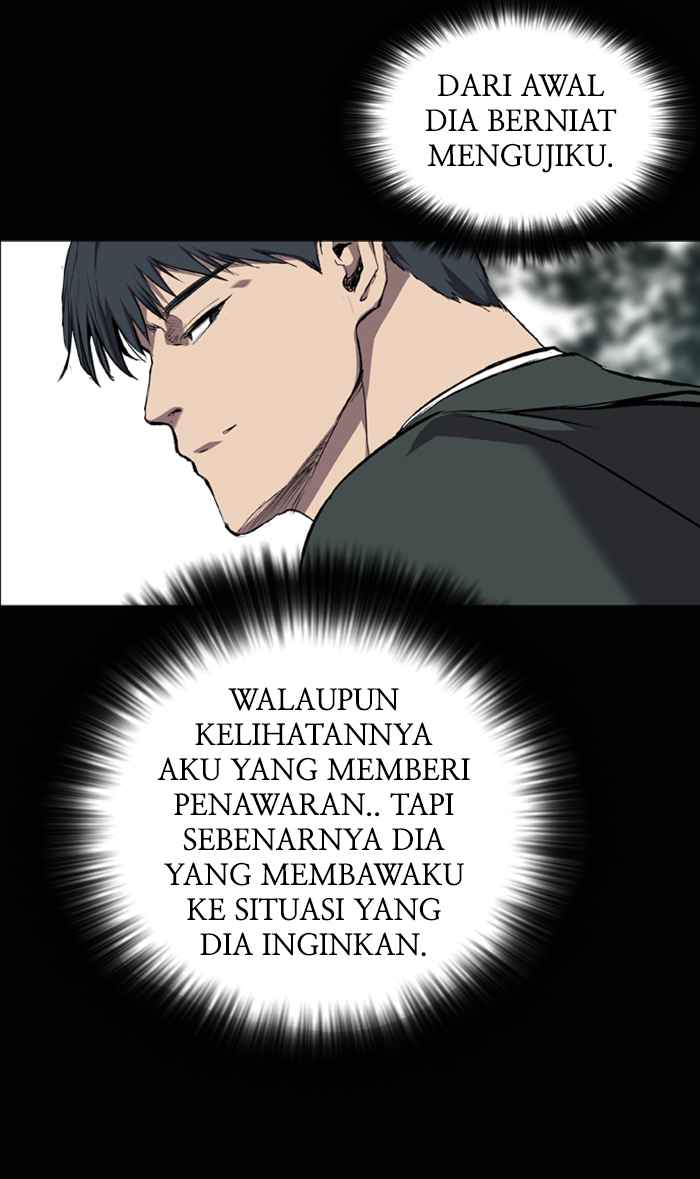 DARI AWAL
DIA BERNIAT
MENGUJIKU.
WALAUPUN
KELIHATANNYA
AKU YANG MEMBERI
PENAWARAN.. TAPI
SEBENARNYA DIA
YANG MEMBAWAKU
KE SITUASI YANG
DIA INGINKAN.